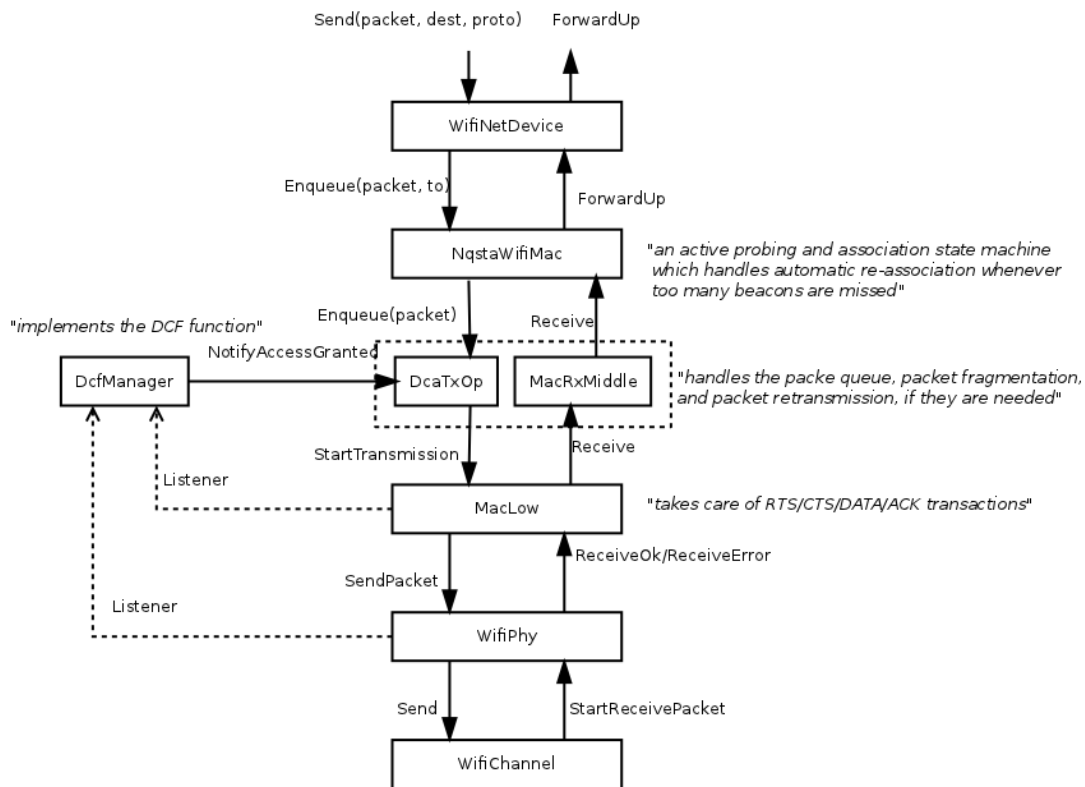 Send(packet, dest, proto)
ForwardUp
WifiNetDevice
Enqueue(packet, to)
ForwardUp
NqstaWifiMac
"an active probing and association state machine
which handles automatic re-association whenever
too many beacons are missed"
Enqueue(packet)
Receive
"implements the DCF function"
NotifyAccessGranted
DcfManager
DcaTxOp
MacRxMiddle
"handles the packe queue, packet fragmentation,
and packet retransmission, if they are needed"
StartTransmission
Receive
Listener
MacLow
"takes care of RTS/CTS/DATA/ACK transactions"
ReceiveOk/ReceiveError
SendPacket
Listener
WifiPhy
Send
StartReceivePacket
WifiChannel